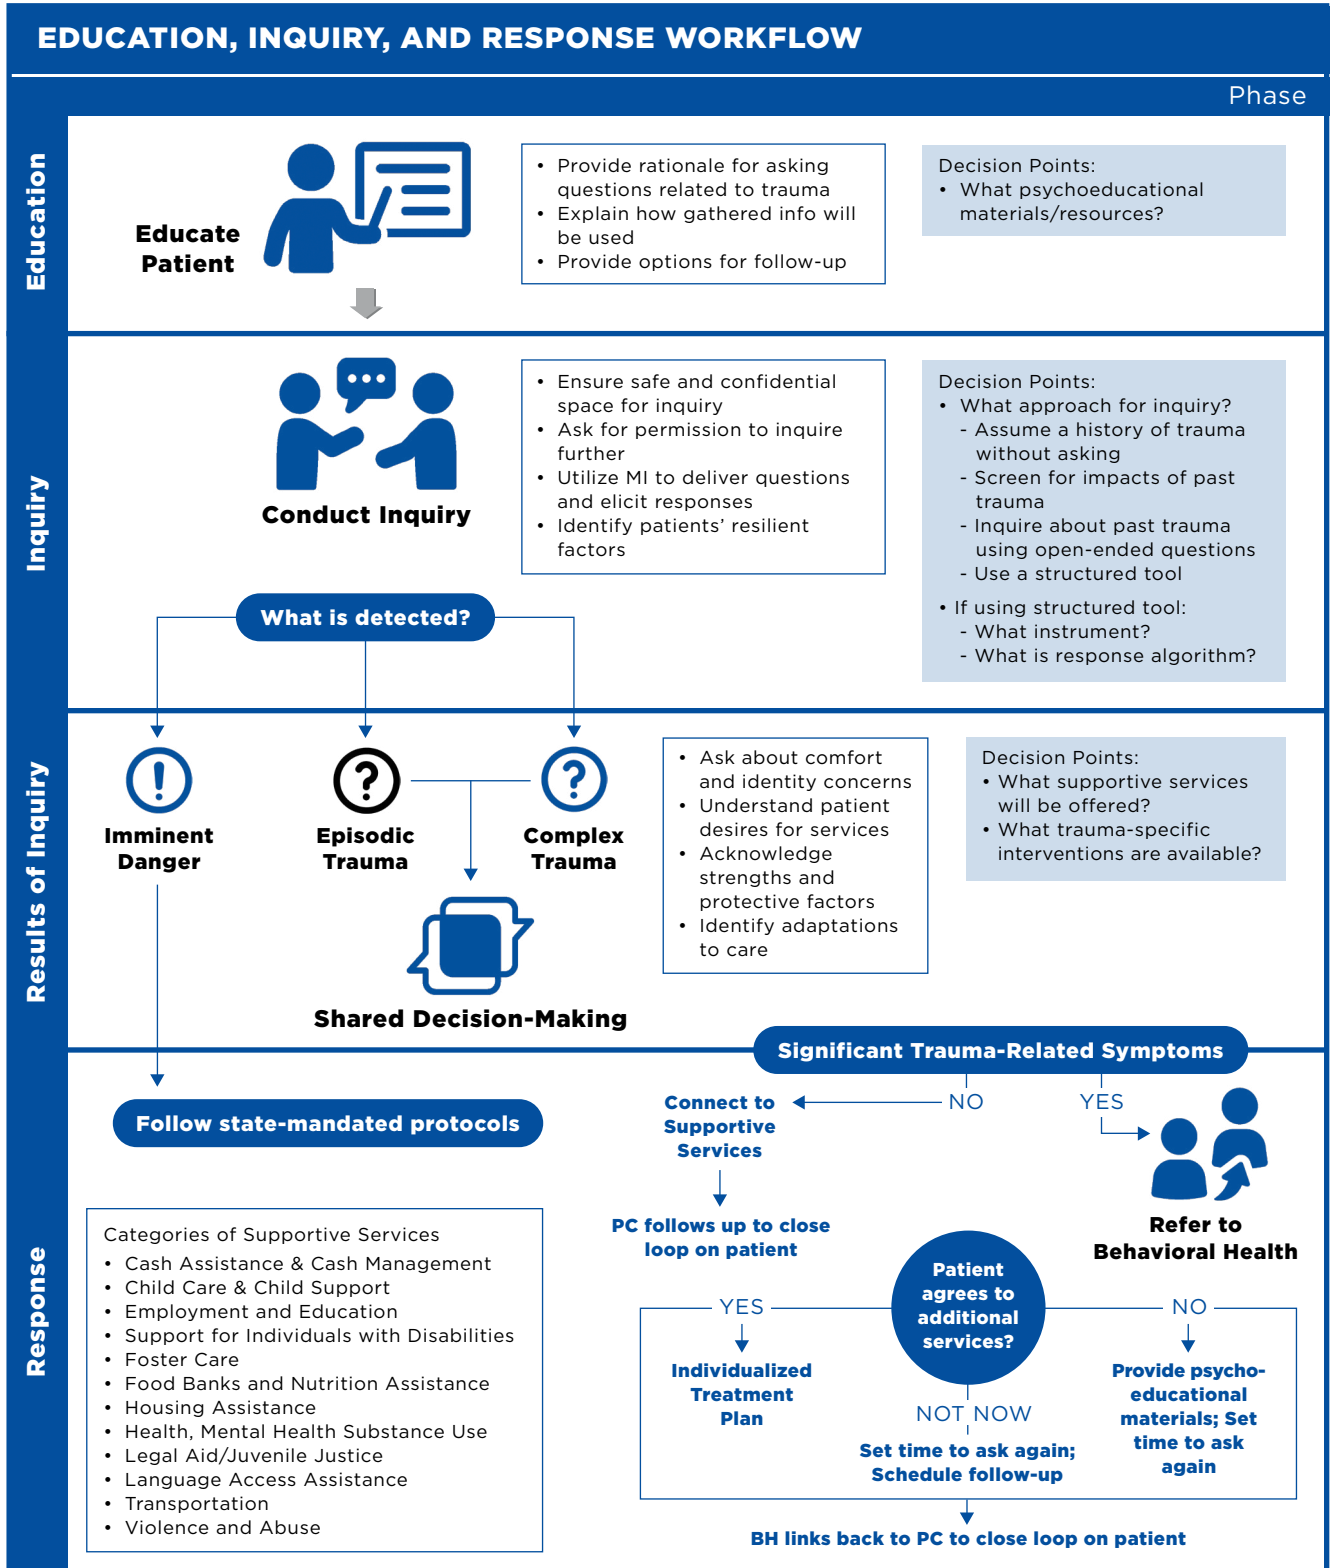 EDUCATION, INQUIRY, AND RESPONSE WORKFLOW
Phase
Education
Educate
Patient
• Provide rationale for asking
questions related to trauma
• Explain how gathered info will
be used
• Provide options for follow-up
Decision Points:
• What psychoeducational
materials/resources?
Inquiry
Conduct Inquiry
• Ensure safe and confidential
space for inquiry
• Ask for permission to inquire
further
• Utilize MI to deliver questions
and elicit responses
• Identify patients’ resilient
factors
Decision Points:
• What approach for inquiry?
- Assume a history of trauma
without asking
- Screen for impacts of past
trauma
- Inquire about past trauma
using open-ended questions
- Use a structured tool
• If using structured tool:
- What instrument?
- What is response algorithm?
What is detected?
Results of Inquiry
Imminent
Danger
Episodic
Trauma
Complex
Trauma
Shared Decision-Making
• Ask about comfort
and identity concerns
• Understand patient
desires for services
• Acknowledge
strengths and
protective factors
• Identify adaptations
to care
Decision Points:
• What supportive services
will be offered?
• What trauma-specific
interventions are available?
Response
Significant Trauma-Related Symptoms
Follow state-mandated protocols
NO
YES
Connect to
Supportive
Services
PC follows up to close
loop on patient
Refer to
Behavioral Health
Categories of Supportive Services
• Cash Assistance & Cash Management
• Child Care & Child Support
• Employment and Education
• Support for Individuals with Disabilities
• Foster Care
• Food Banks and Nutrition Assistance
• Housing Assistance
• Health, Mental Health Substance Use
• Legal Aid/Juvenile Justice
• Language Access Assistance
• Transportation
• Violence and Abuse
Patient
agrees to
additional
services?
YES
Individualized
Treatment
Plan
NOT NOW
Set time to ask again;
Schedule follow-up
NO
Provide psycho-
educational
materials; Set
time to ask
again
BH links back to PC to close loop on patient